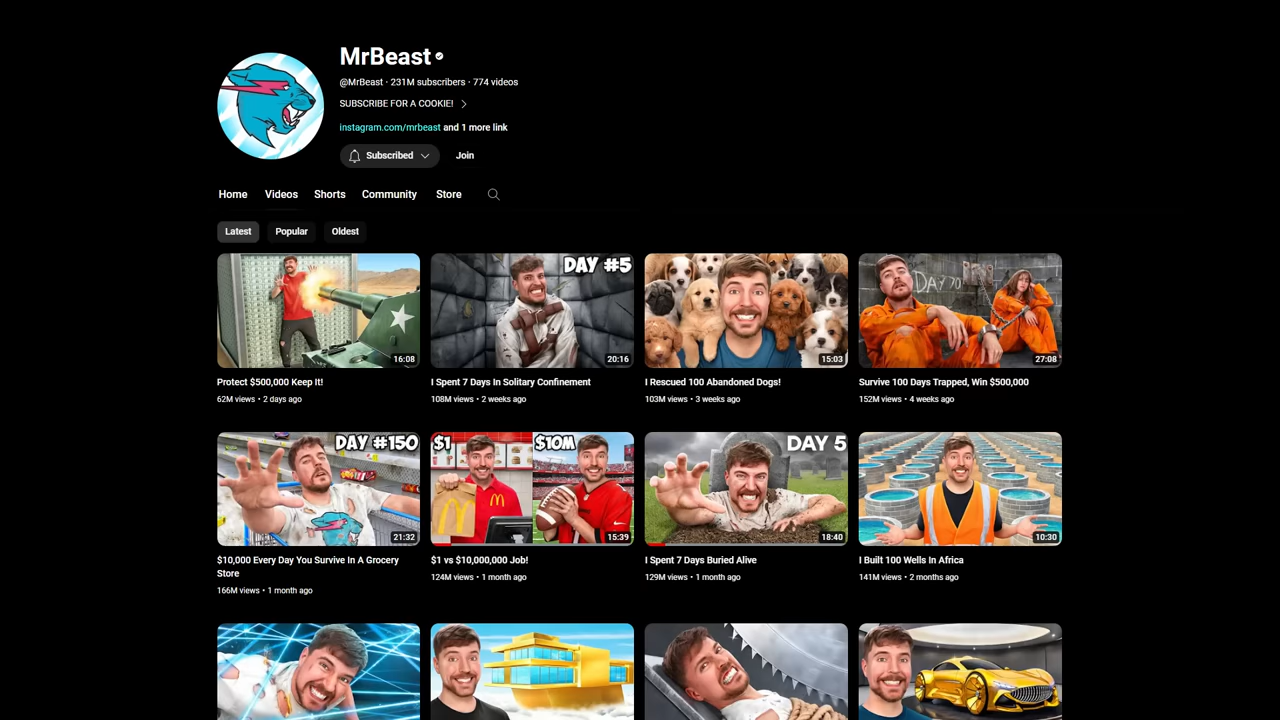 MrBeast
@MrBeast · 231M subscribers · 774 videos
SUBSCRIBE FOR A COOKIE!
instagram.com/mrbeast and 1 more link
Subscribed
Join
Home
Videos
Shorts
Community
Store
Latest
Popular
Oldest
16:08
DAY #5
20:16
15:03
DAY 70
27:08
Protect $500,000 Keep It!
62M views • 2 days ago
I Spent 7 Days In Solitary Confinement
108M views • 2 weeks ago
I Rescued 100 Abandoned Dogs!
103M views • 3 weeks ago
Survive 100 Days Trapped, Win $500,000
152M views • 4 weeks ago
DAY #150
21:32
$1
$10M
15:39
DAY 5
18:40
10:30
$10,000 Every Day You Survive In A Grocery
Store
166M views • 1 month ago
$1 vs $10,000,000 Job!
124M views • 1 month ago
I Spent 7 Days Buried Alive
129M views • 1 month ago
I Built 100 Wells In Africa
141M views • 2 months ago